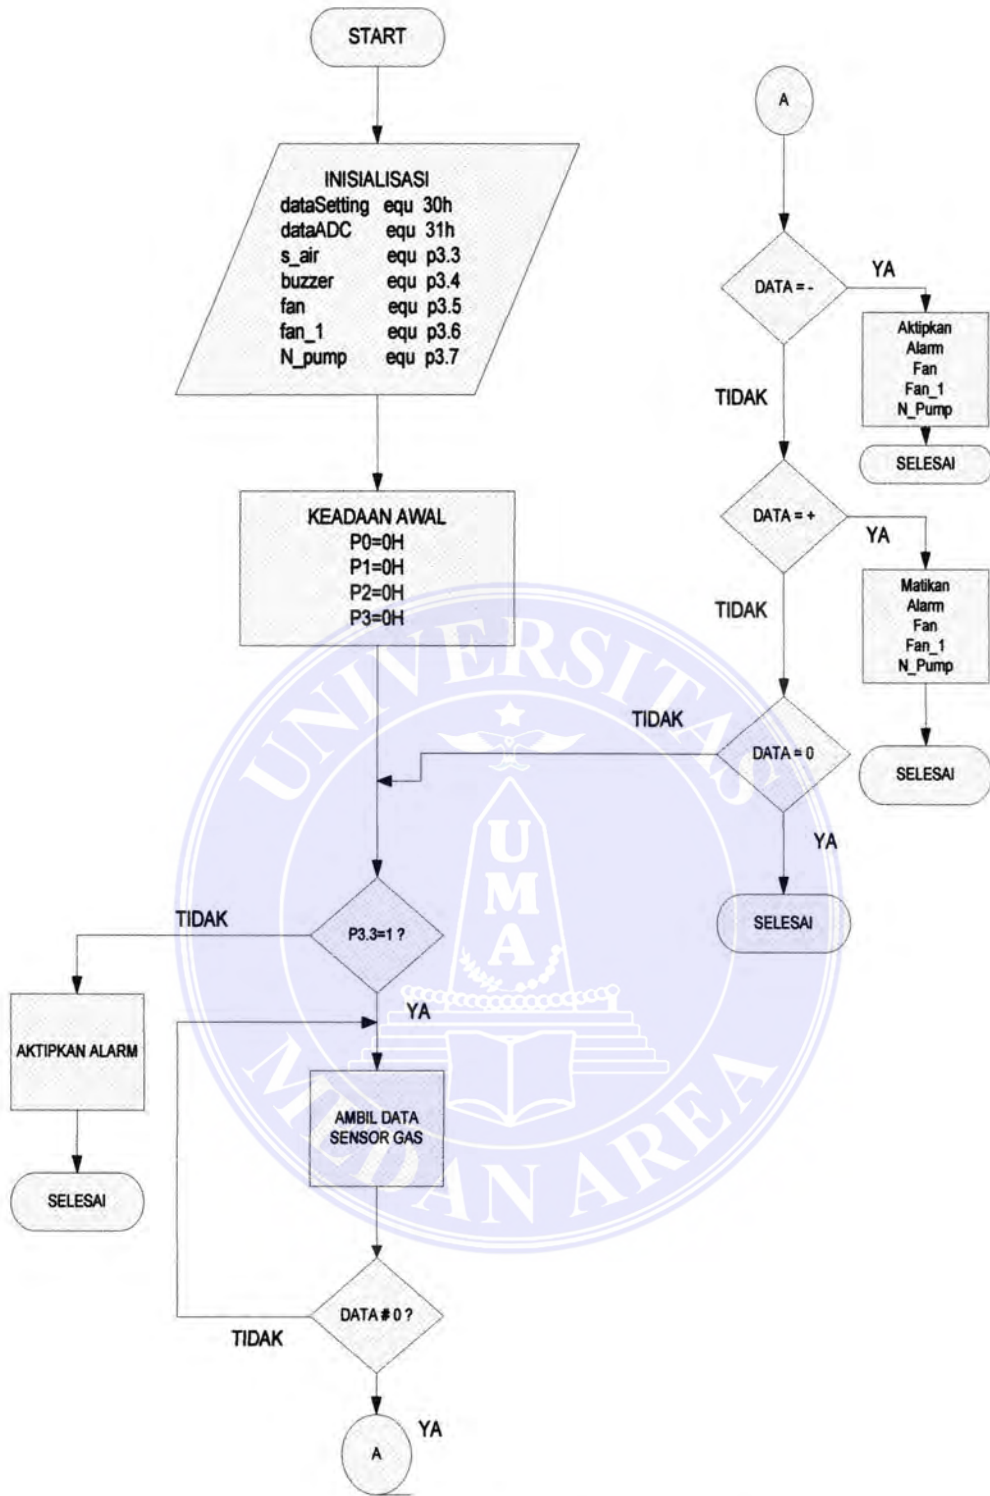 START
INISIALISASI
dataSetting equ 30h
dataADC equ 31h
s_air equ p3.3
buzzer equ p3.4
fan equ p3.5
fan_1 equ p3.6
N_pump equ p3.7
KEADAAN AWAL
P0=0H
P1=0H
P2=0H
P3=0H
P3.3=1 ?
TIDAK
AKTIPKAN ALARM
SELESAI
YA
AMBIL DATA
SENSOR GAS
DATA # 0 ?
TIDAK
YA
A
A
DATA = -
YA
Aktipkan
Alarm
Fan
Fan_1
N_Pump
SELESAI
TIDAK
DATA = +
YA
Matikan
Alarm
Fan
Fan_1
N_Pump
SELESAI
TIDAK
DATA = 0
TIDAK
YA
SELESAI
UNIVERSITAS
UMA
MEDAN AREA